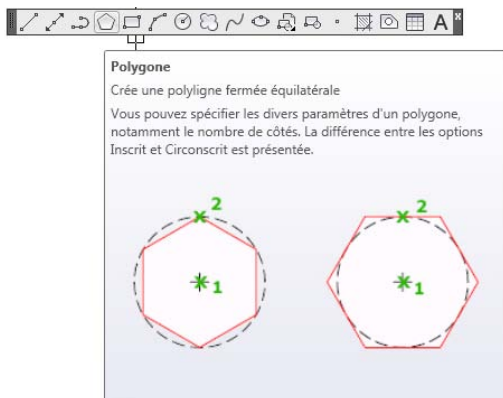 A
Polygone
Crée une polyligne fermée équilatérale
Vous pouvez spécifier les divers paramètres d'un polygone,
notamment le nombre de côtés. La différence entre les options
Inscrit et Circonscrit est présentée.
2
2
1
1